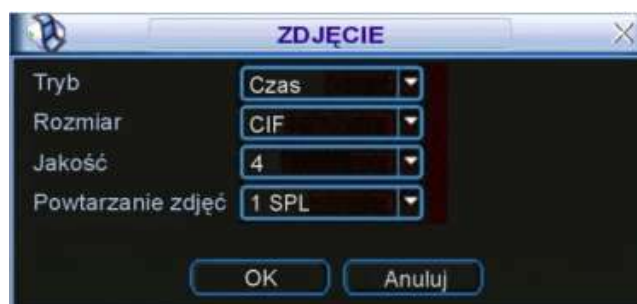 ZDJĘCIE
Tryb Czas
Rozmiar CIF
Jakość 4
Powtarzanie zdjęć 1 SPL
OK Anuluj